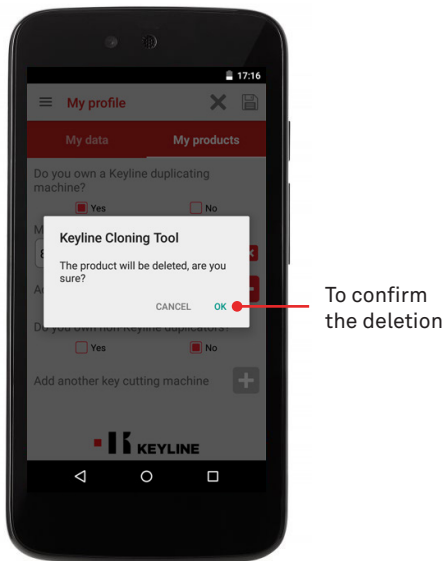 17:16
My profile
My data
My products
Do you own a Keyline duplicating
machine?
Yes
No
Keyline Cloning Tool
The product will be deleted, are you
sure?
CANCEL
OK
To confirm
the deletion
Do you own non Keyline duplicators?
Yes
No
Add another key cutting machine
KEYLINE